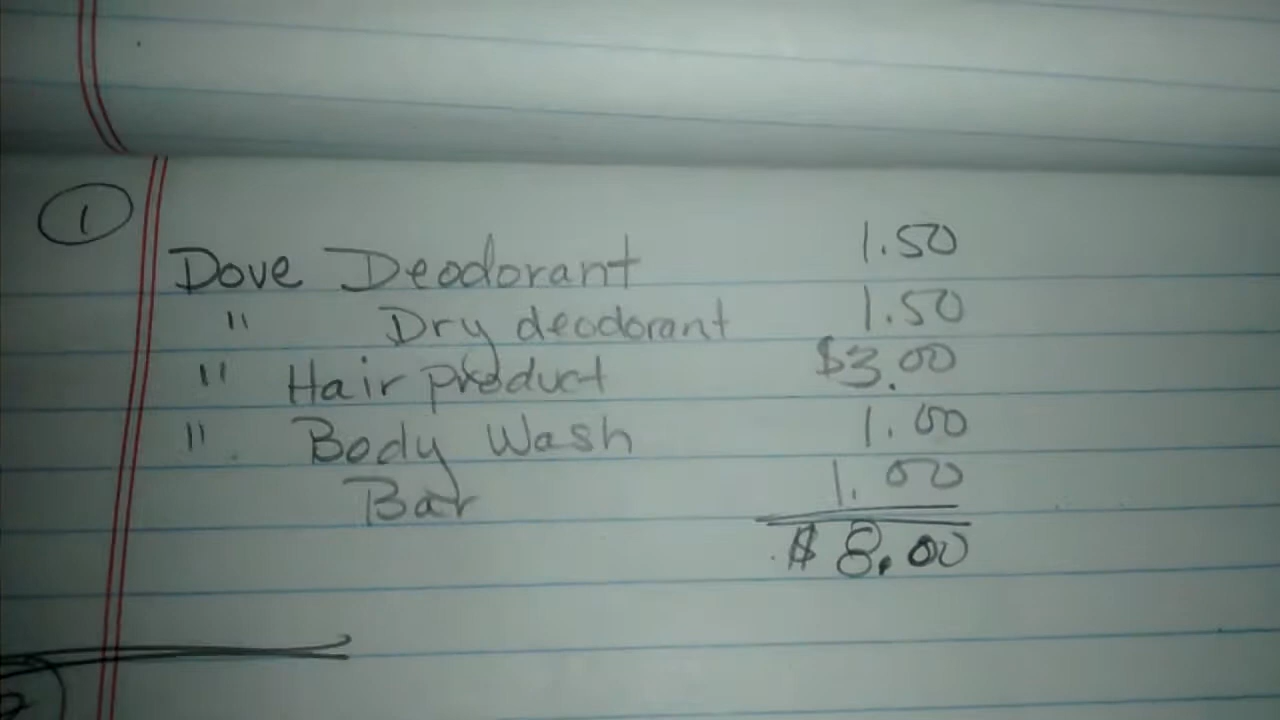 1
Dove Deodorant 1.50
" Dry deodorant 1.50
" Hair product $3.00
" Body Wash 1.00
Bar 1.00
$8.00
2